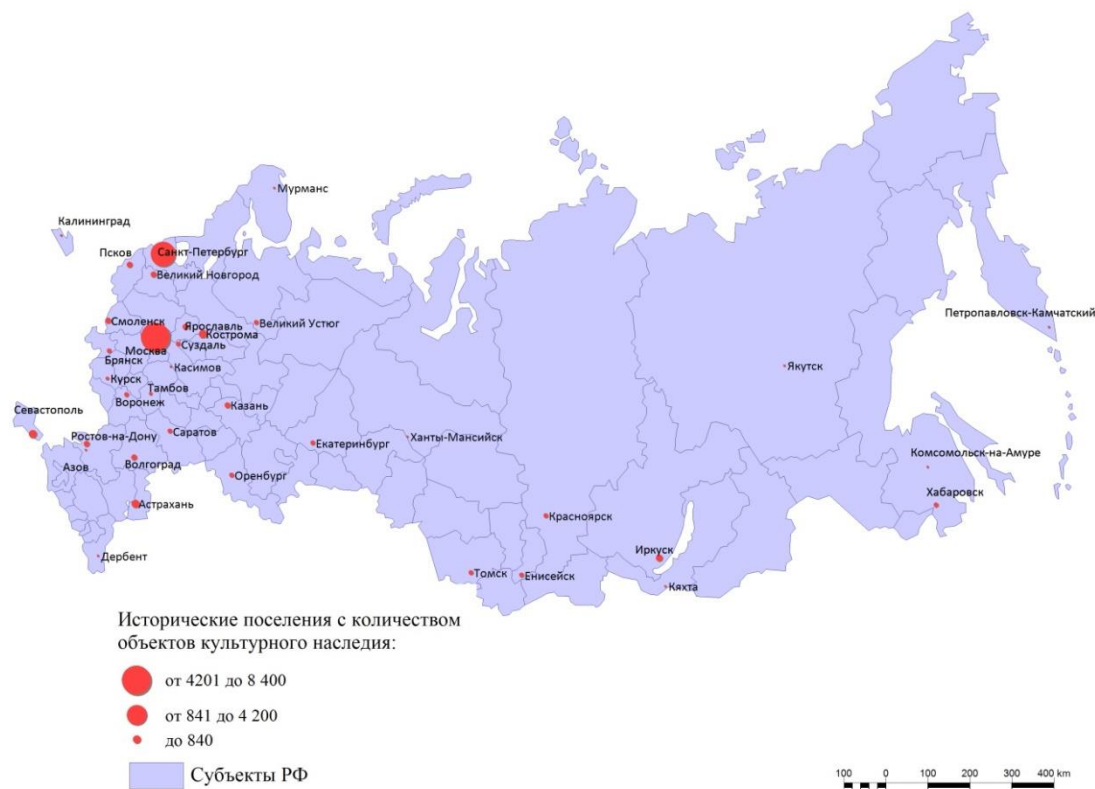 Мурманс
Калининград
Псков
Санкт-Петербург
Великий Новгород
Петропавловск-Камчатский
Смоленск
Ярославль
Великий Устюг
Кострома
Суздаль
Москва
Брянск
Касимов
Якутск
Курск
Тамбов
Воронеж
Казань
Севастополь
Ростов-на-Дону
Саратов
Екатеринбург
Ханты-Мансийск
Азов
Волгоград
Оренбург
Комсомольск-на-Амуре
Хабаровск
Астрахань
Красноярск
Дербент
Иркуск
Томск
Енисейск
Кяхта
Исторические поселения с количеством
объектов культурного наследия:
от 4201 до 8 400
от 841 до 4 200
до 840
Субъекты РФ
100 0 100 200 300 400 km